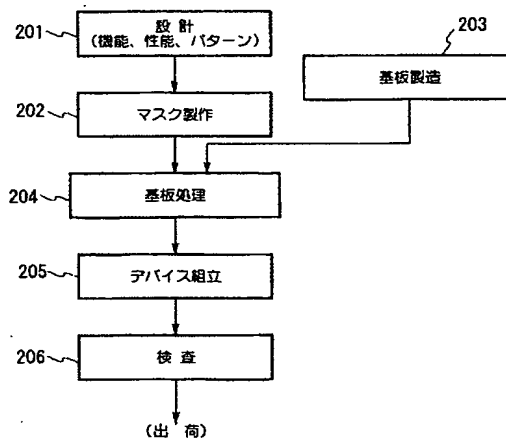 201
設計
(機能、性能、パターン)
203
基板製造
202
マスク製作
204
基板処理
205
デバイス組立
206
検査
(出荷)